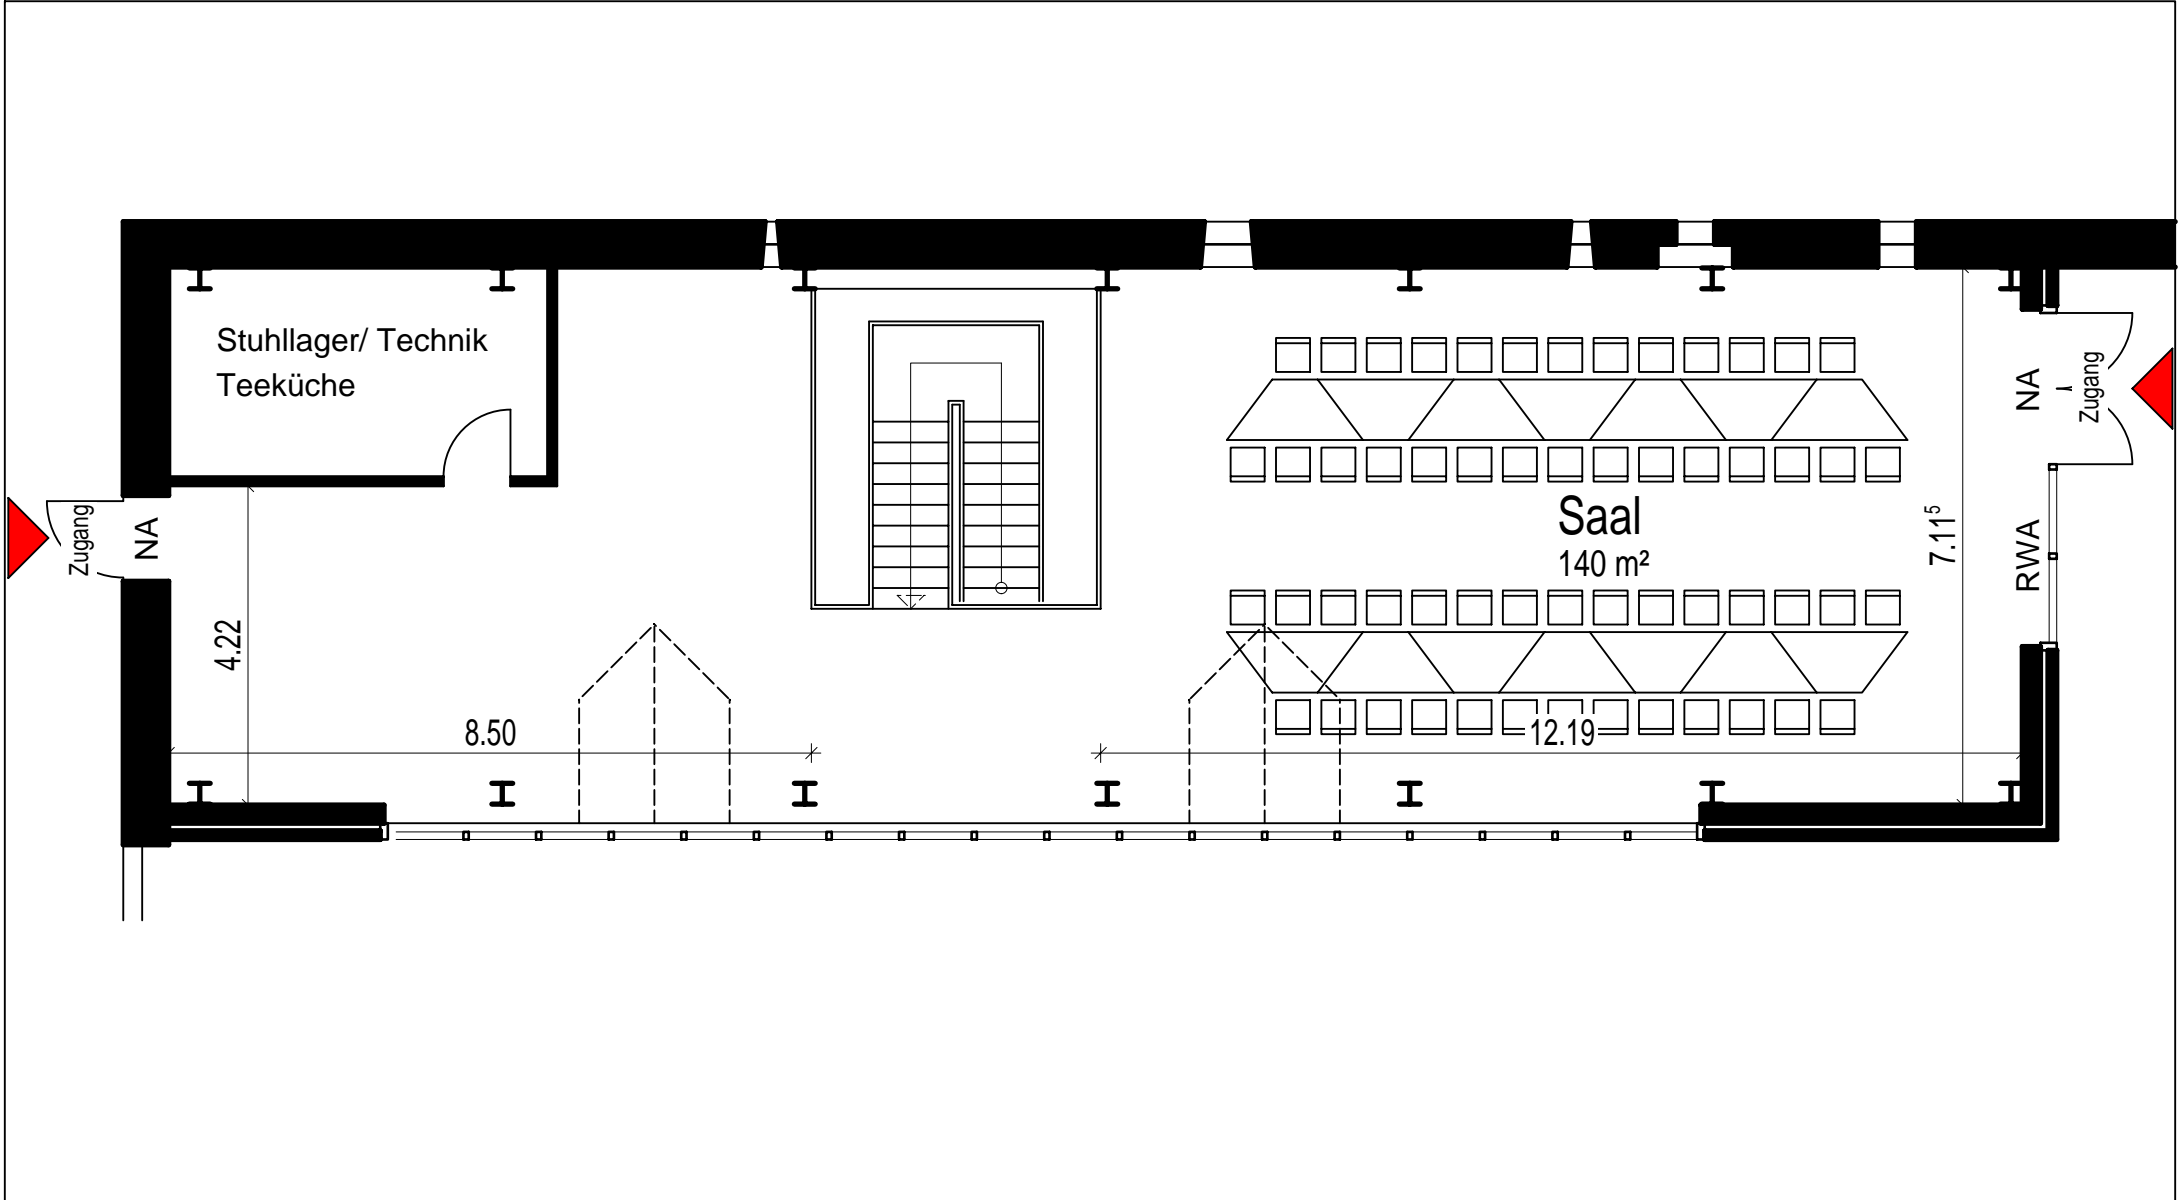 Stuhllager/ Technik
Teeküche
Zugang
NA
4.22
8.50
Saal
140 m²
12.19
7.11⁵
NA
Zugang
RWA